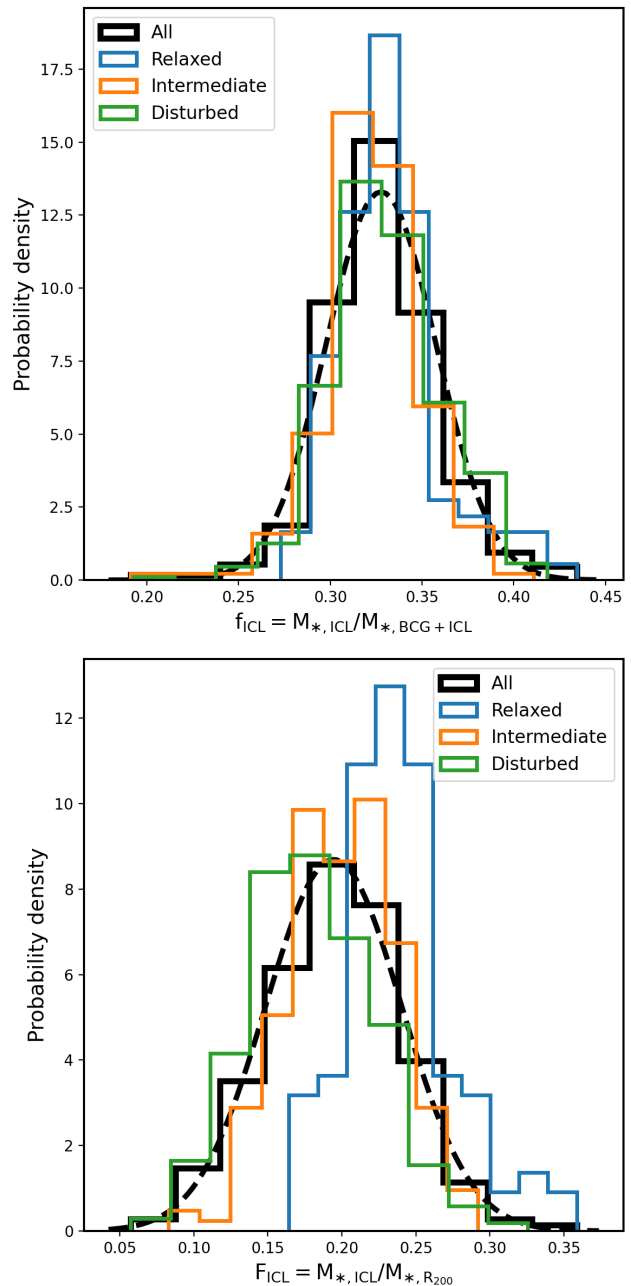 All
Relaxed
Intermediate
Disturbed
17.5
15.0
12.5
10.0
7.5
5.0
2.5
0.0
Probability density
0.20 0.25 0.30 0.35 0.40 0.45
f_ICL = M_∗, ICL/M_∗, BCG + ICL
All
Relaxed
Intermediate
Disturbed
12
10
8
6
4
2
0
Probability density
0.05 0.10 0.15 0.20 0.25 0.30 0.35
F_ICL = M_∗, ICL/M_∗, R_200